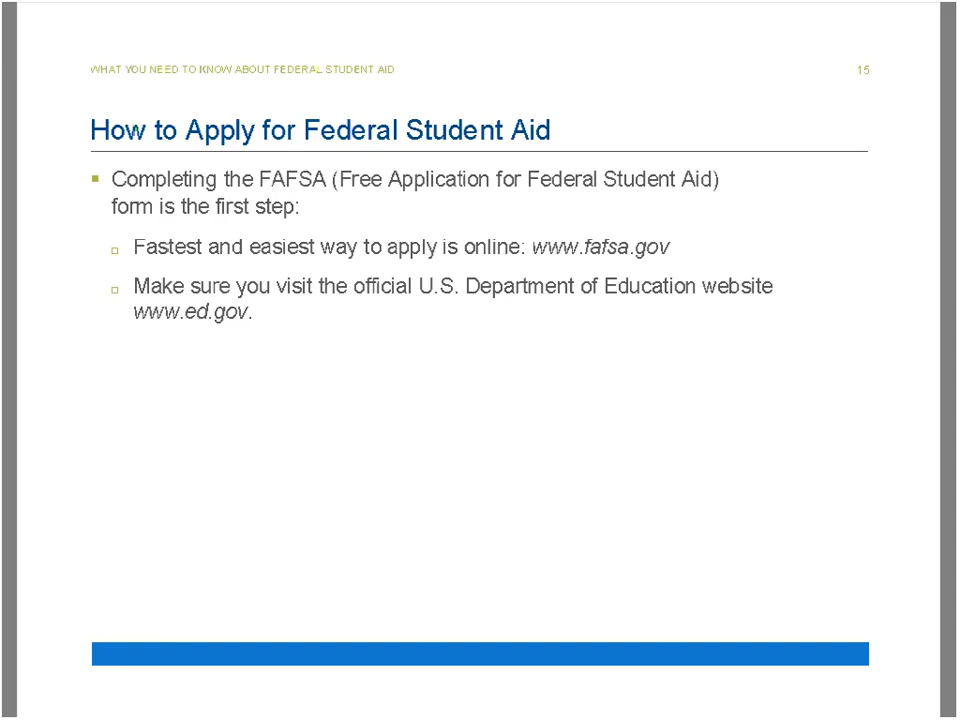 WHAT YOU NEED TO KNOW ABOUT FEDERAL STUDENT AID 15
How to Apply for Federal Student Aid
▪ Completing the FAFSA (Free Application for Federal Student Aid)
form is the first step:
▫ Fastest and easiest way to apply is online: www.fafsa.gov
▫ Make sure you visit the official U.S. Department of Education website
www.ed.gov.